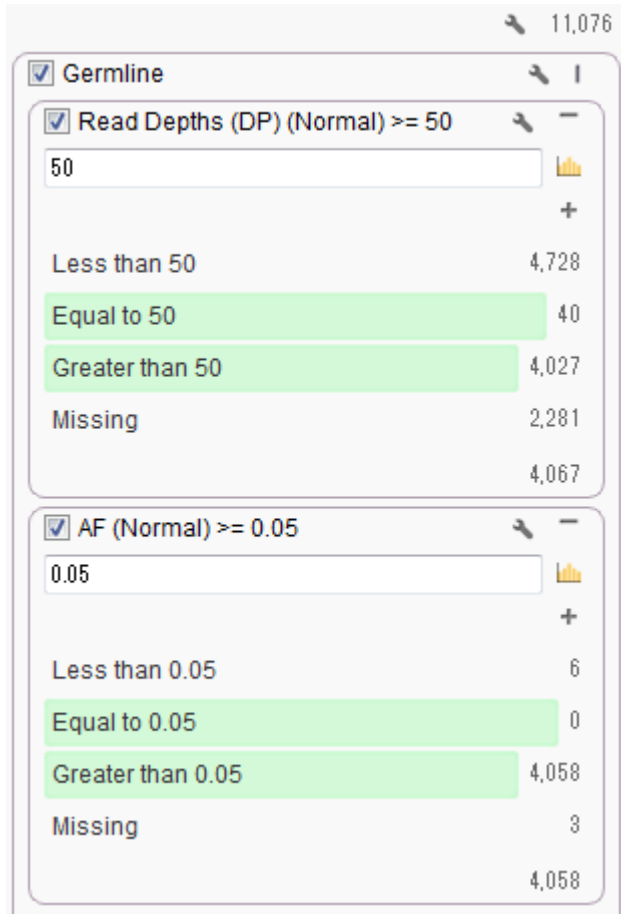 11,076
Germline
Read Depths (DP) (Normal) >= 50
50
Less than 50 4,728
Equal to 50 40
Greater than 50 4,027
Missing 2,281
4,067
AF (Normal) >= 0.05
0.05
Less than 0.05 6
Equal to 0.05 0
Greater than 0.05 4,058
Missing 3
4,058